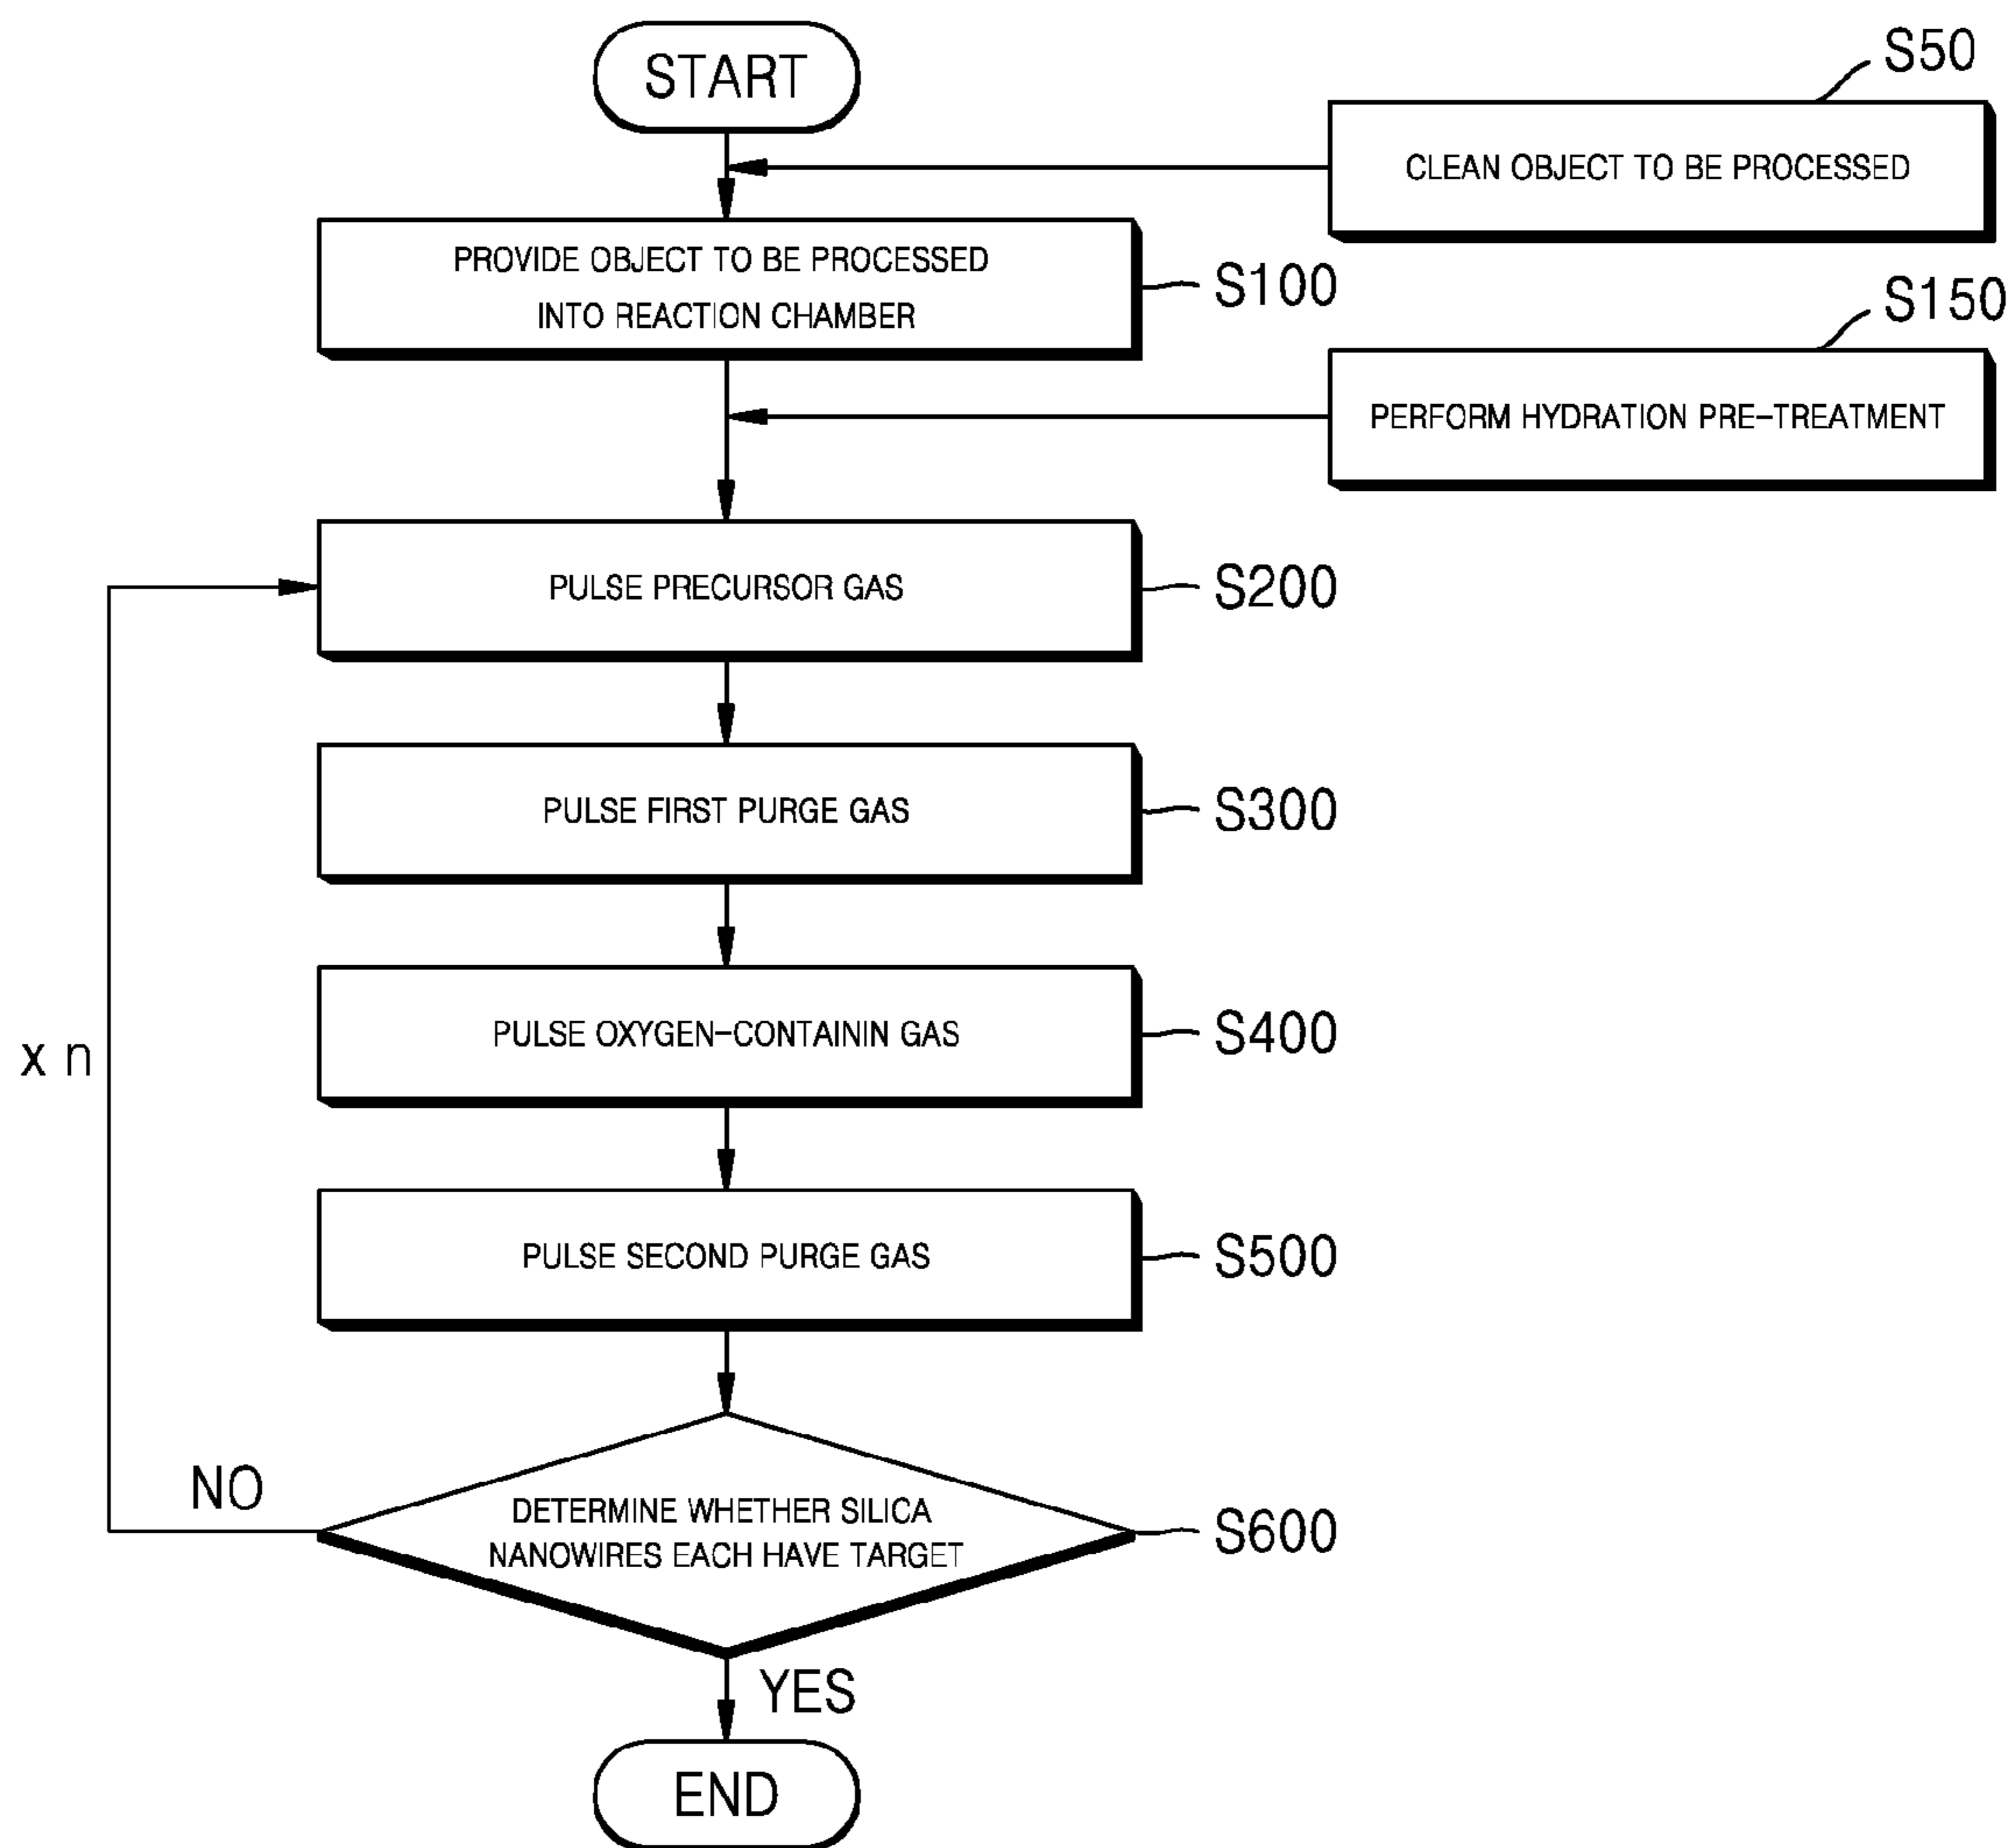 START
S50
CLEAN OBJECT TO BE PROCESSED
PROVIDE OBJECT TO BE PROCESSED
INTO REACTION CHAMBER
S100
S150
PERFORM HYDRATION PRE-TREATMENT
PULSE PRECURSOR GAS
S200
PULSE FIRST PURGE GAS
S300
PULSE OXYGEN-CONTAININ GAS
S400
x n
PULSE SECOND PURGE GAS
S500
NO
DETERMINE WHETHER SILICA
NANOWIRES EACH HAVE TARGET
S600
YES
END